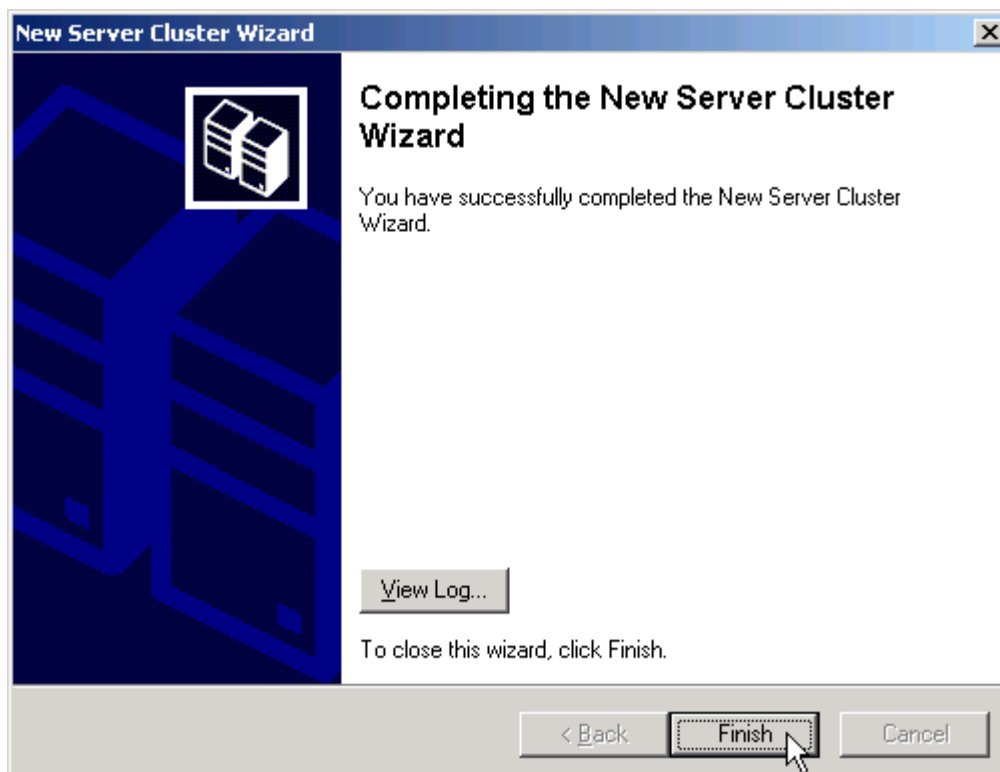 New Server Cluster Wizard
Completing the New Server Cluster
Wizard
You have successfully completed the New Server Cluster
Wizard.
View Log...
To close this wizard, click Finish.
< Back
Finish
Cancel